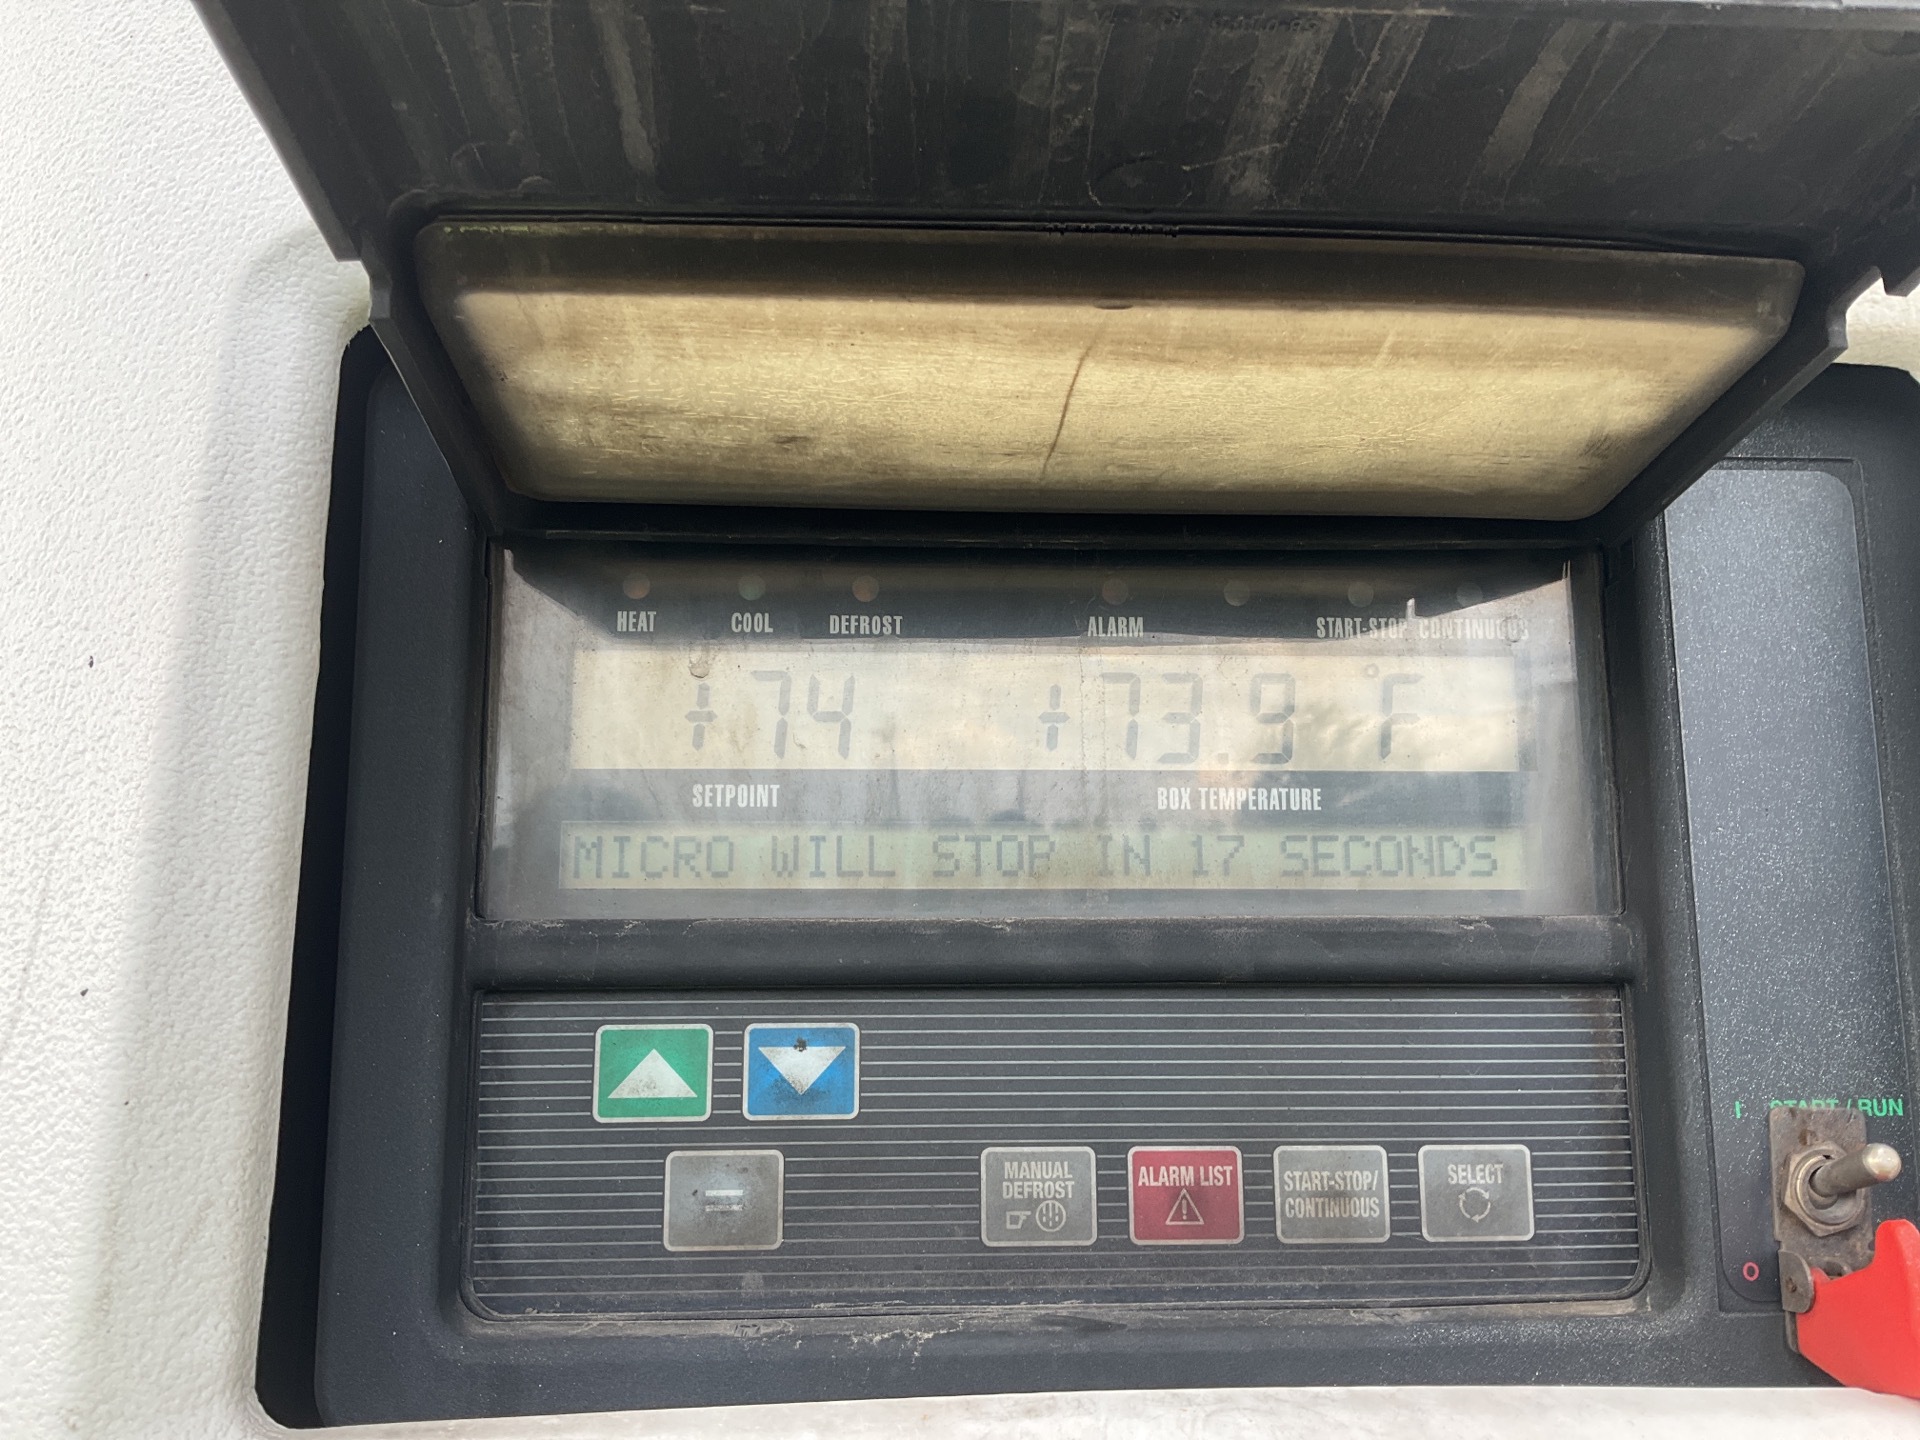 HEAT COOL DEFROST ALARM START-STOP CONTINUOUS
+74 +73.9 °F
SETPOINT BOX TEMPERATURE
MICRO WILL STOP IN 17 SECONDS
I START / RUN
MANUAL DEFROST
ALARM LIST
START-STOP/
CONTINUOUS
SELECT
O